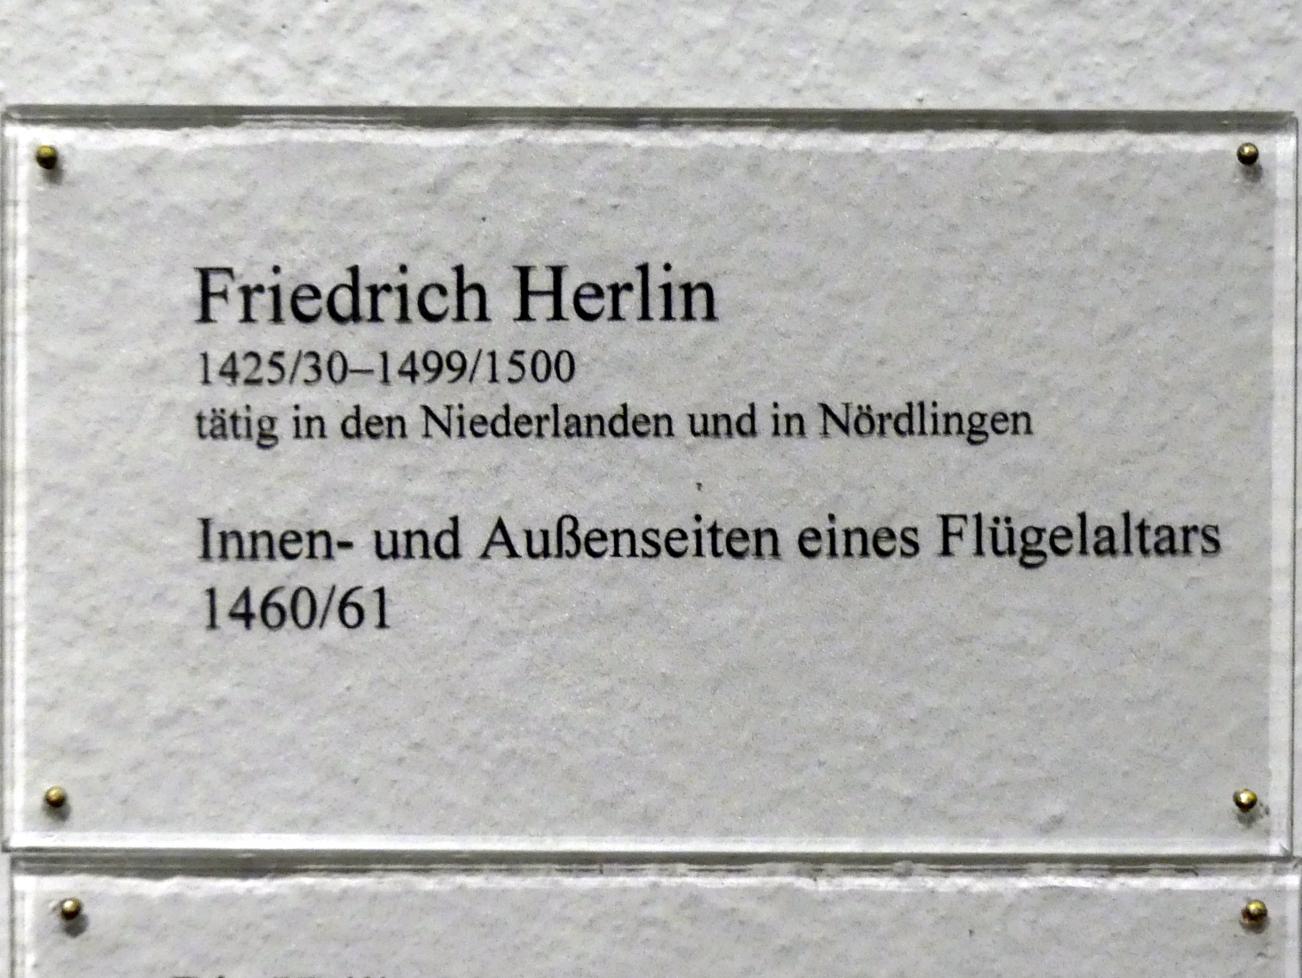 Friedrich Herlin
1425/30–1499/1500
tätig in den Niederlanden und in Nördlingen
Innen- und Außenseiten eines Flügelaltars
1460/61